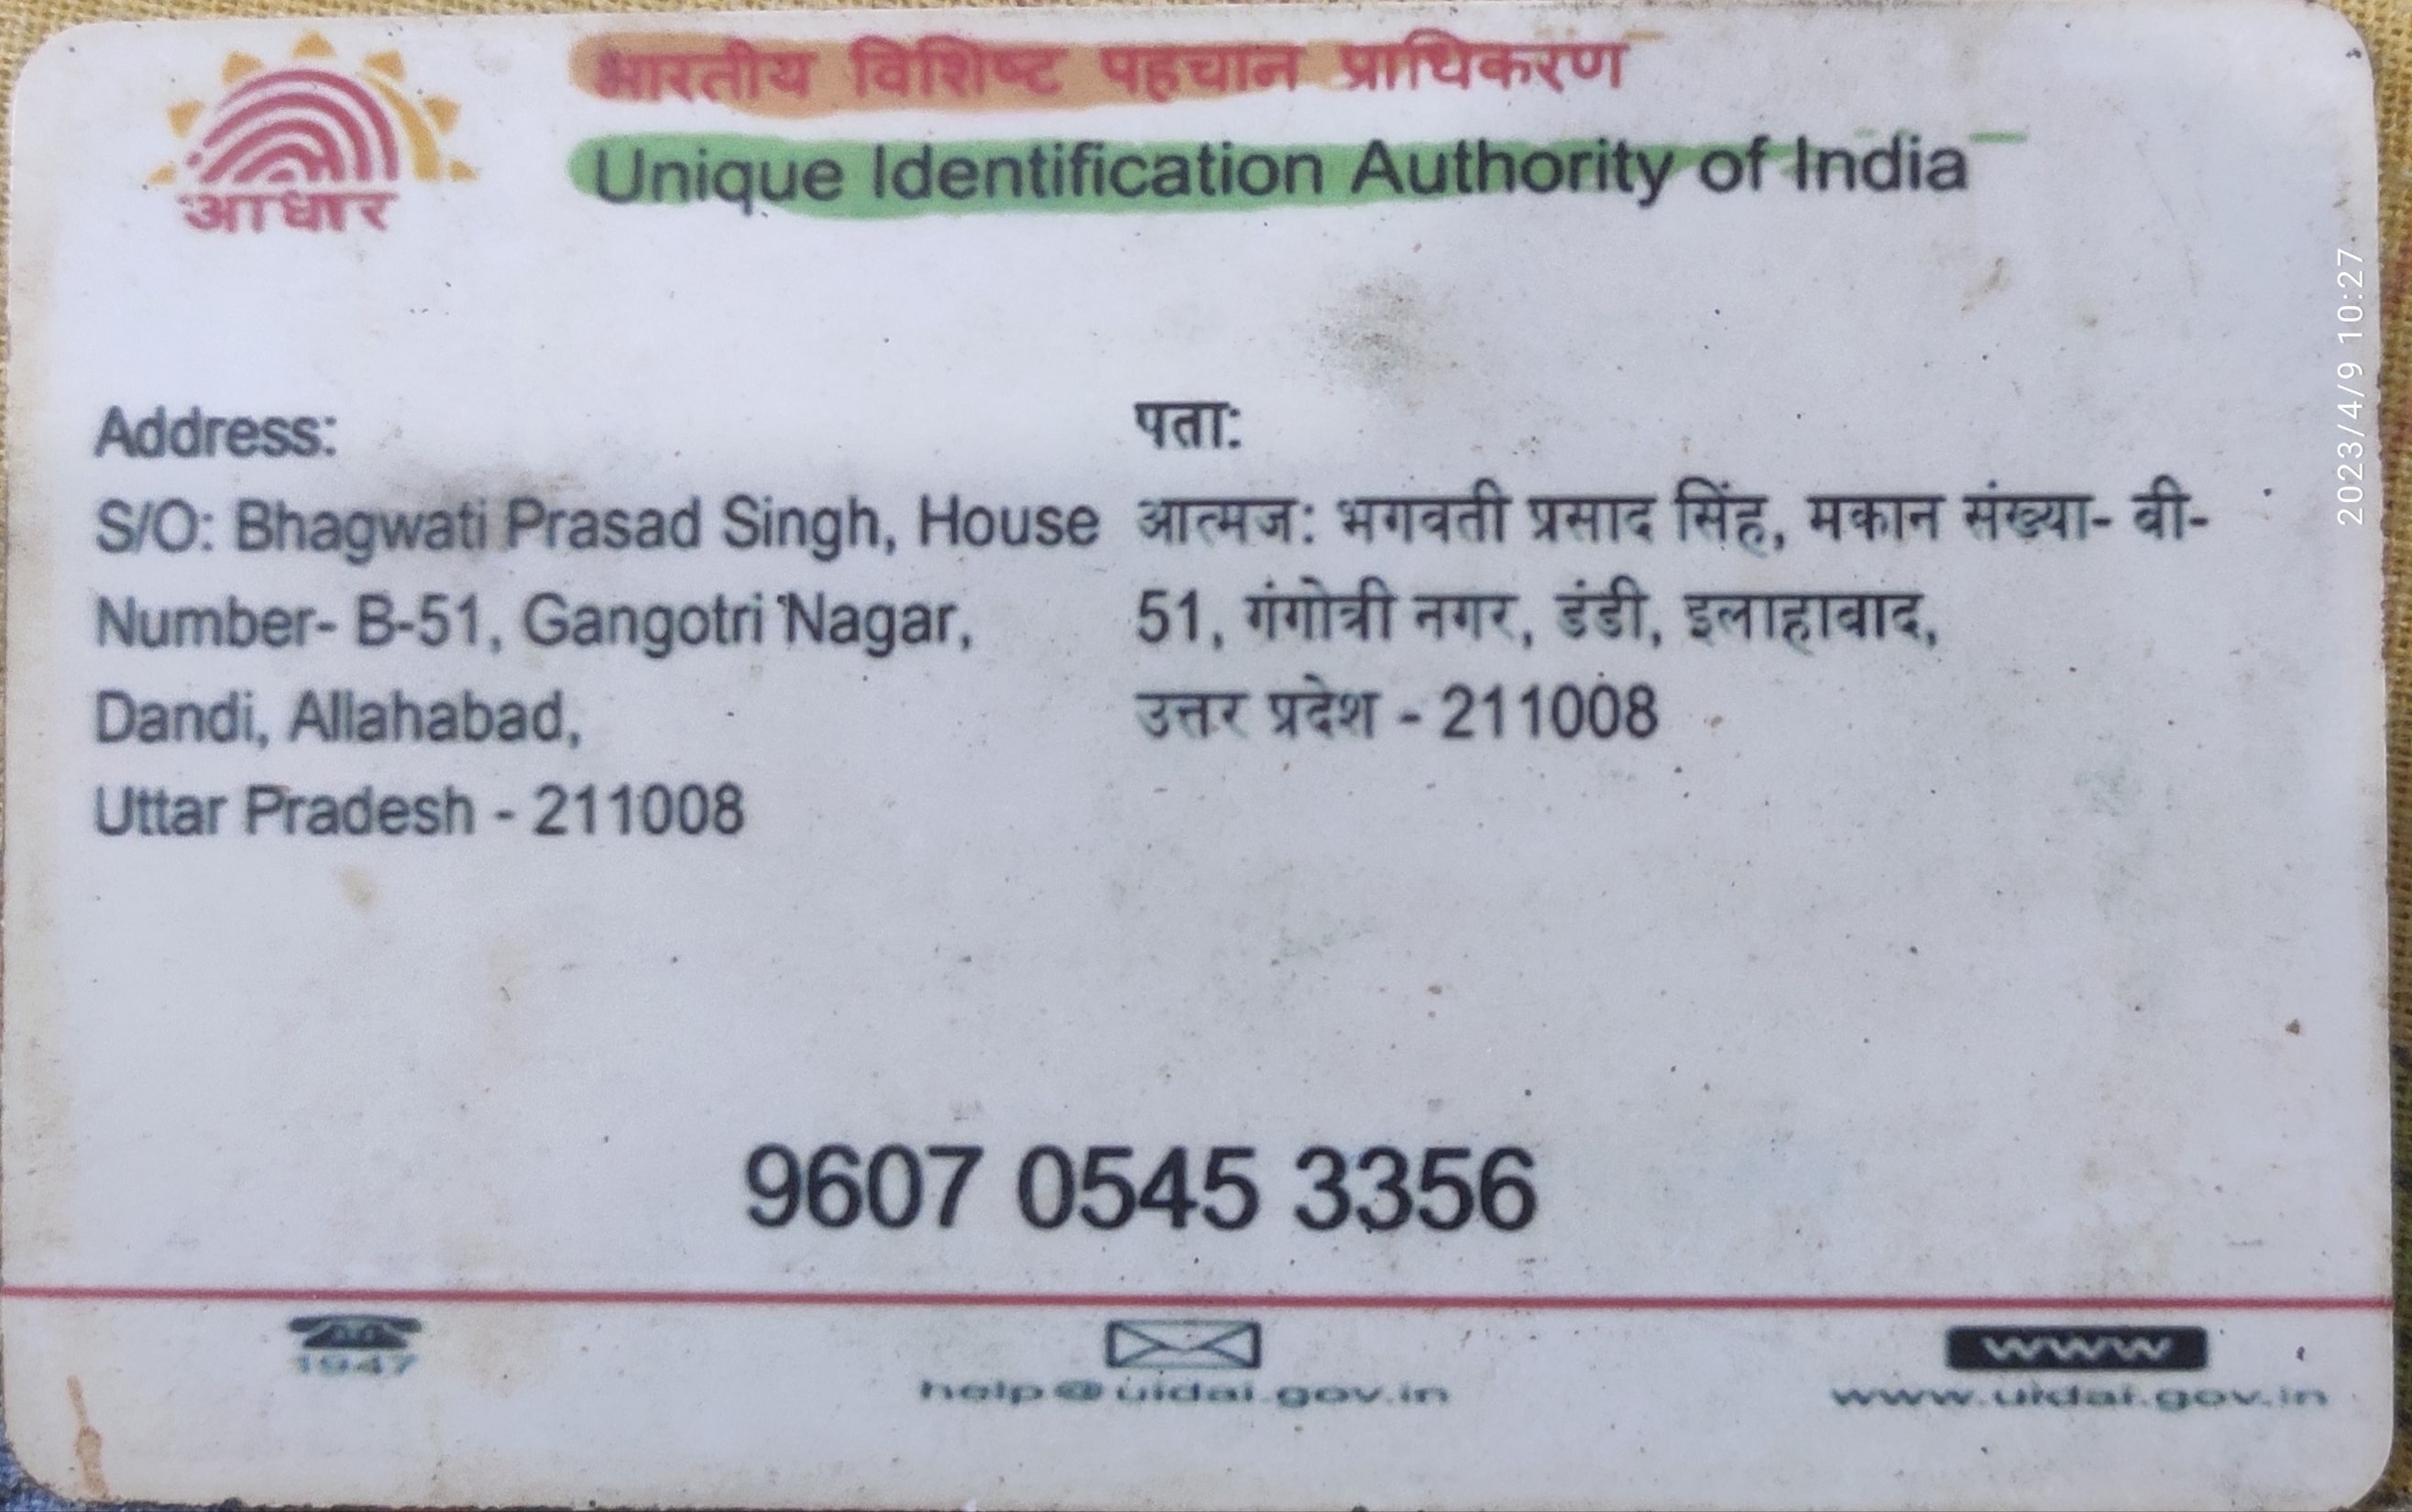 भारतीय विशिष्ट पहचान प्राधिकरण
Unique Identification Authority of India
आधार
Address:
S/O: Bhagwati Prasad Singh, House
Number- B-51, Gangotri Nagar,
Dandi, Allahabad,
Uttar Pradesh - 211008
पता:
आत्मज: भगवती प्रसाद सिंह, मकान संख्या- बी-
51, गंगोत्री नगर, डंडी, इलाहाबाद,
उत्तर प्रदेश - 211008
9607 0545 3356
1947
help@uidai.gov.in
www
www.uidai.gov.in
2023/4/9 10:27